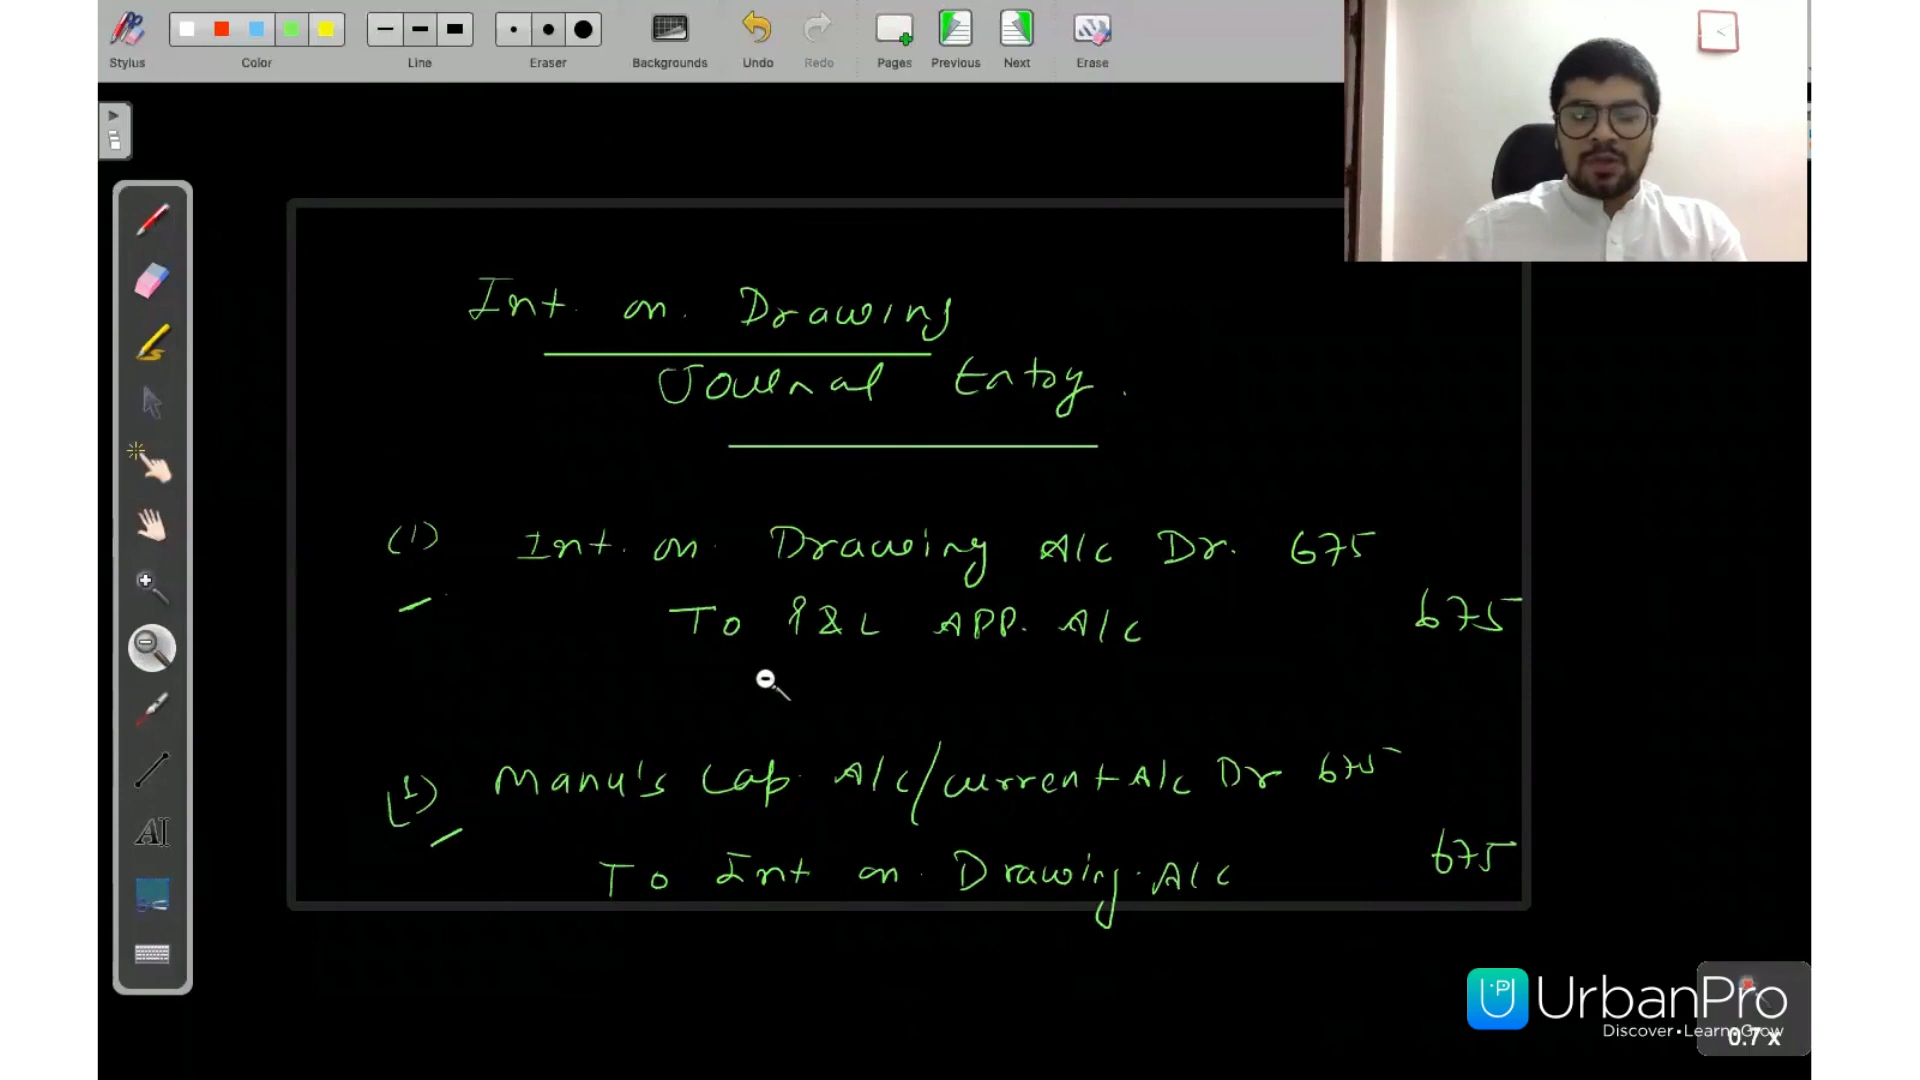 Stylus Color Line Eraser Backgrounds Undo Redo Pages Previous Next Erase
Int. on. Drawing
Journal Entry.
(1) Int. on. Drawing A/c Dr. 675
To P&L APP. A/c 675
Manu's Cap. A/c/current A/c Dr 675
To Int on. Drawing. A/c 675
AI
UrbanPro
Discover•Learn•Grow
0.7 x